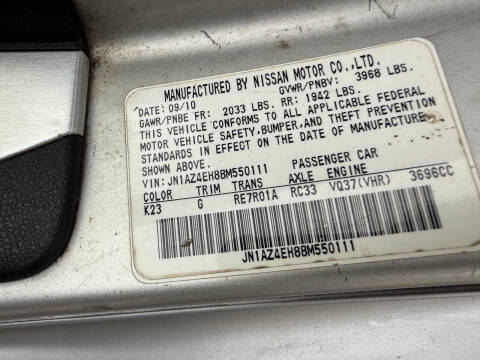 MANUFACTURED BY NISSAN MOTOR CO.,LTD.
DATE: 09/10 GVWR/PNBV: 3968 LBS.
GAWR/PNBE FR: 2033 LBS. RR: 1942 LBS.
THIS VEHICLE CONFORMS TO ALL APPLICABLE FEDERAL
MOTOR VEHICLE SAFETY, BUMPER, AND THEFT PREVENTION
STANDARDS IN EFFECT ON THE DATE OF MANUFACTURE
SHOWN ABOVE.
VIN: JN1AZ4EH8BM550111 PASSENGER CAR
COLOR TRIM TRANS AXLE ENGINE
K23 G RE7R01A RC33 VQ37(VHR) 3696CC
JN1AZ4EH8BM550111